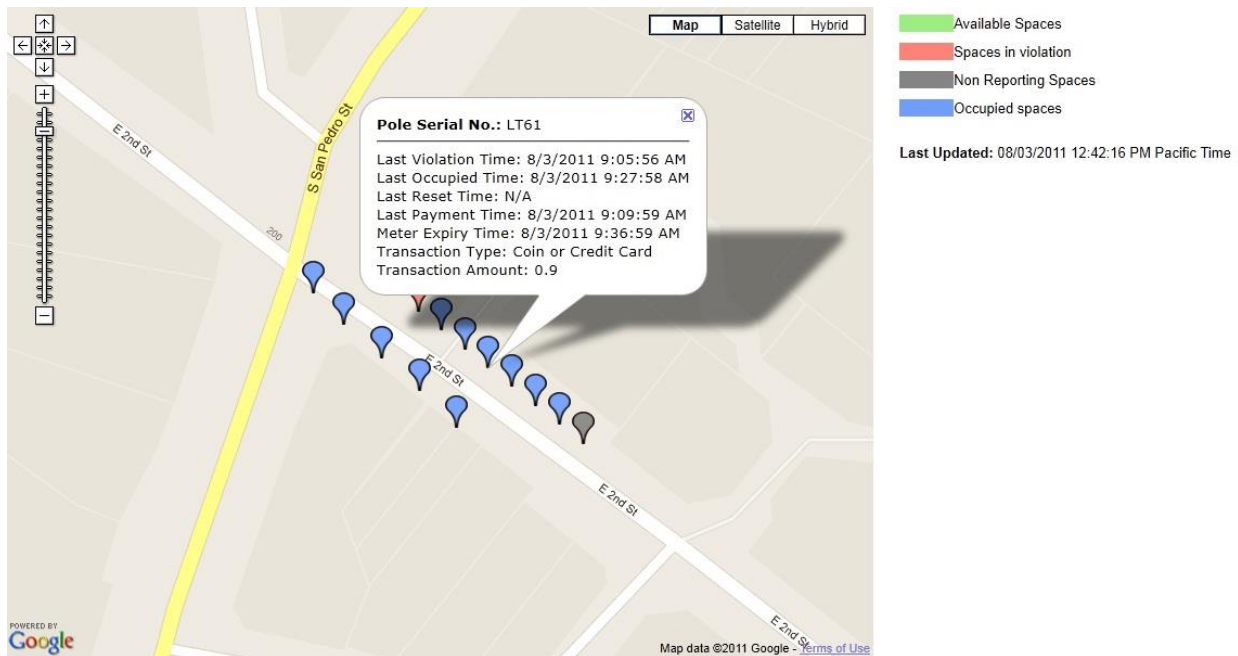 Map
Satellite
Hybrid
E 2nd St
S San Pedro St
200
Pole Serial No.: LT61
Last Violation Time: 8/3/2011 9:05:56 AM
Last Occupied Time: 8/3/2011 9:27:58 AM
Last Reset Time: N/A
Last Payment Time: 8/3/2011 9:09:59 AM
Meter Expiry Time: 8/3/2011 9:36:59 AM
Transaction Type: Coin or Credit Card
Transaction Amount: 0.9
E 2nd St
E 2nd St
E 2nd St
POWERED BY
Google
Map data ©2011 Google - Terms of Use
Available Spaces
Spaces in violation
Non Reporting Spaces
Occupied spaces
Last Updated: 08/03/2011 12:42:16 PM Pacific Time